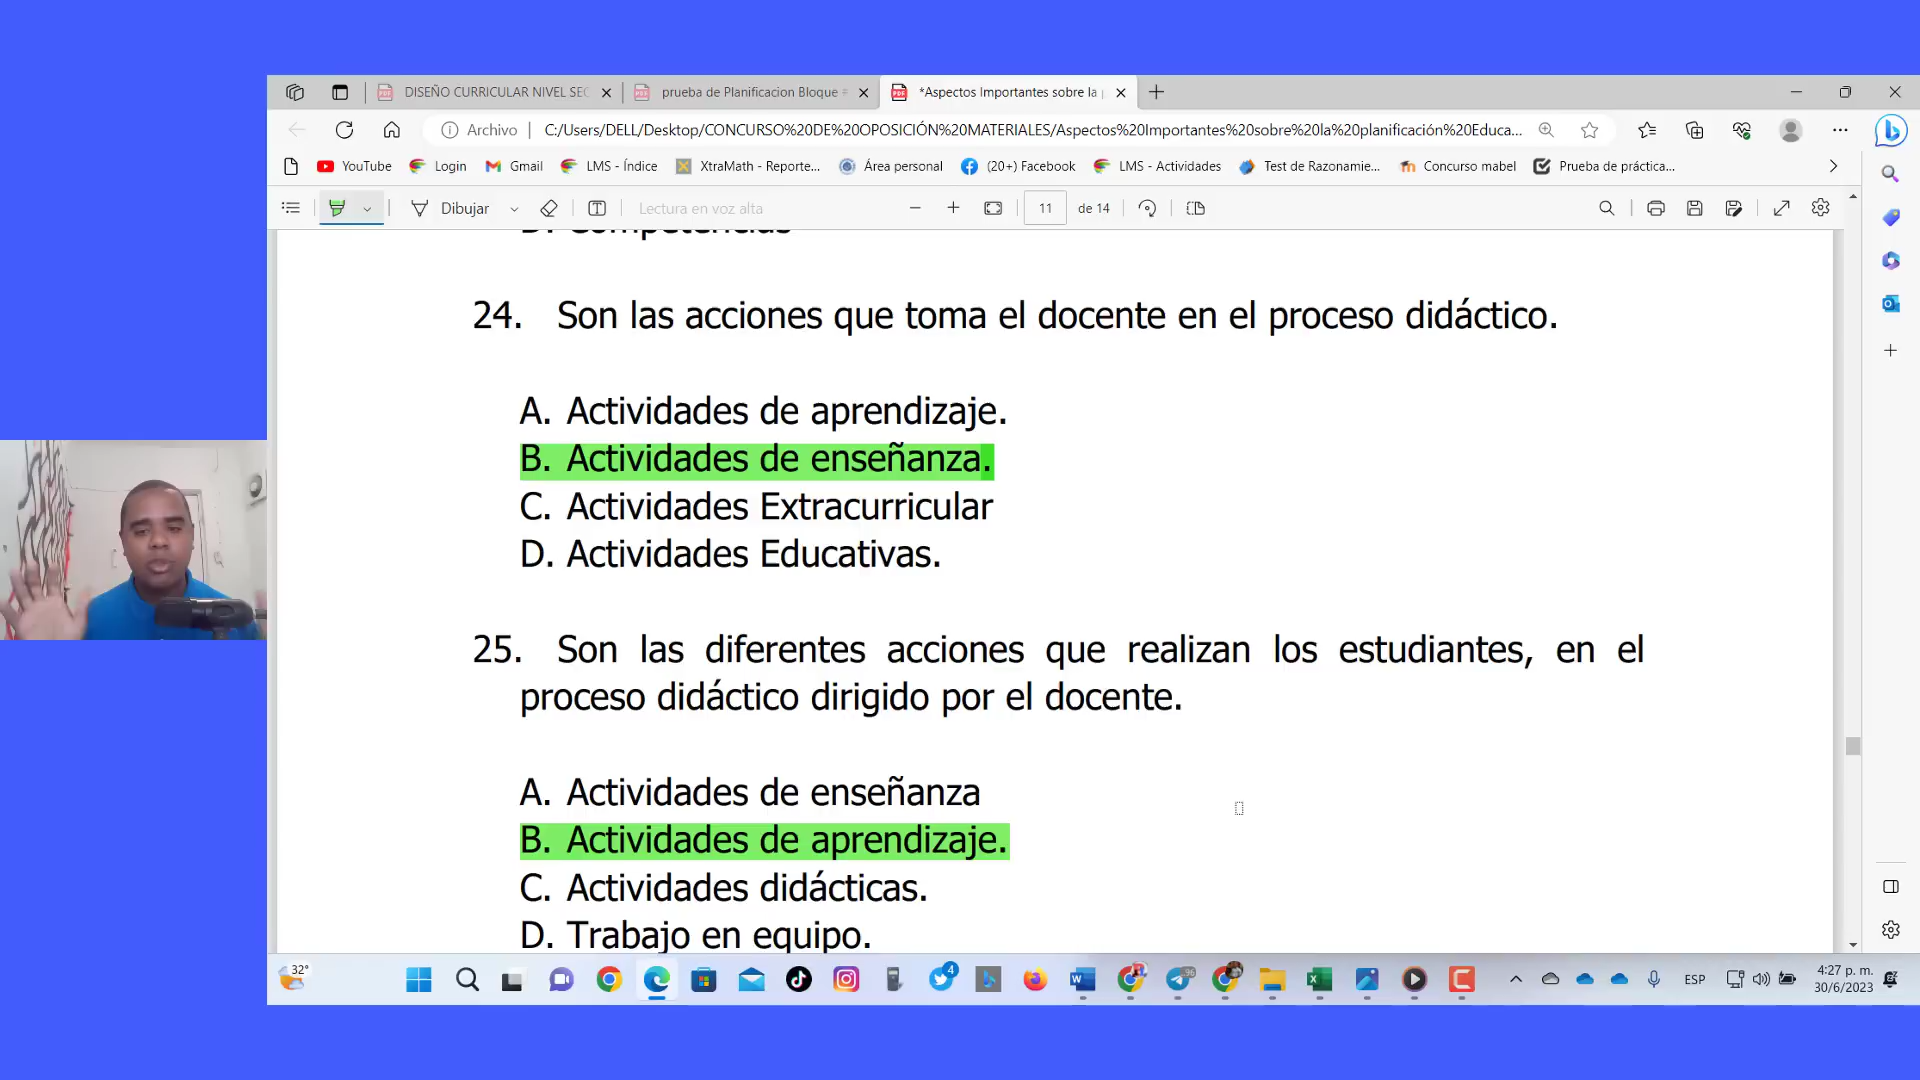 DISEÑO CURRICULAR NIVEL SEC
prueba de Planificacion Bloque
*Aspectos Importantes sobre la
Archivo
C:/Users/DELL/Desktop/CONCURSO%20DE%20OPOSICIÓN%20MATERIALES/Aspectos%20Importantes%20sobre%20la%20planificación%20Educa...
YouTube
Login
Gmail
LMS - Índice
XtraMath - Reporte...
Área personal
(20+) Facebook
LMS - Actividades
Test de Razonamie...
Concurso mabel
Prueba de práctica...
Dibujar
Lectura en voz alta
11
de 14
D. Competencias
24. Son las acciones que toma el docente en el proceso didáctico.
A. Actividades de aprendizaje.
B. Actividades de enseñanza.
C. Actividades Extracurricular
D. Actividades Educativas.
25. Son las diferentes acciones que realizan los estudiantes, en el
proceso didáctico dirigido por el docente.
A. Actividades de enseñanza
B. Actividades de aprendizaje.
C. Actividades didácticas.
D. Trabajo en equipo.
32°
4
96
ESP
4:27 p. m.
30/6/2023